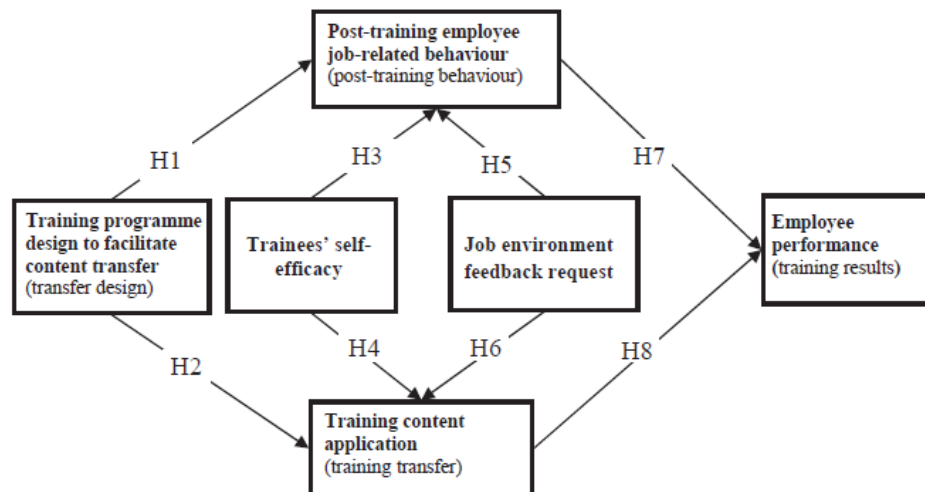 Post-training employee
job-related behaviour
(post-training behaviour)
H1
H3
H5
H7
Training programme
design to facilitate
content transfer
(transfer design)
Trainees' self-
efficacy
Job environment
feedback request
Employee
performance
(training results)
H2
H4
H6
H8
Training content
application
(training transfer)